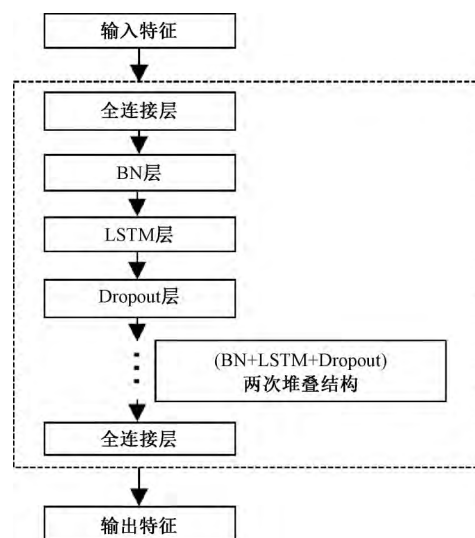 输入特征
全连接层
BN层
LSTM层
Dropout层
(BN+LSTM+Dropout)
两次堆叠结构
全连接层
输出特征